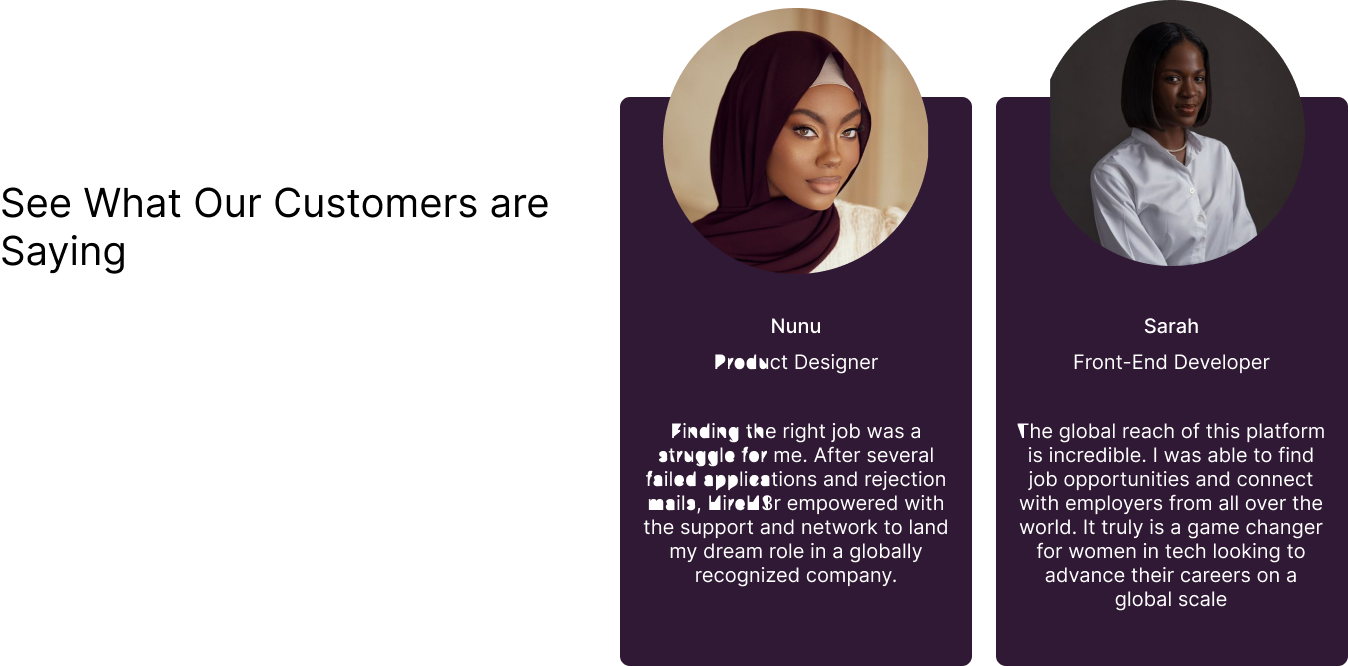 See What Our Customers are
Saying
Nunu
Product Designer
Finding the right job was a
struggle for me. After several
failed applications and rejection
mails, empowered with
the support and network to land
my dream role in a globally
recognized company.
Sarah
Front-End Developer
The global reach of this platform
is incredible. I was able to find
job opportunities and connect
with employers from all over the
world. It truly is a game changer
for women in tech looking to
advance their careers on a
global scale